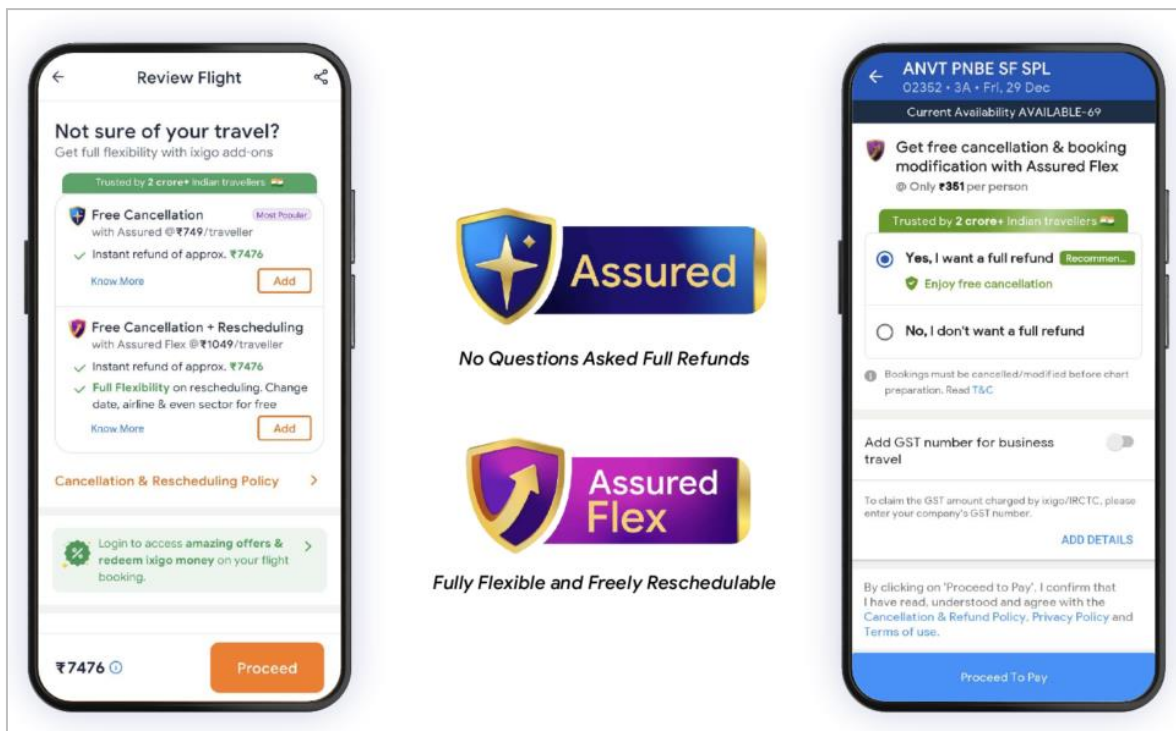 Review Flight
Not sure of your travel?
Get full flexibility with ixigo add-ons
Trusted by 2 crore+ Indian travellers
Free Cancellation
Most Popular
with Assured @₹749/traveller
Instant refund of approx. ₹7476
Know More
Add
Free Cancellation + Rescheduling
with Assured Flex @₹1049/traveller
Instant refund of approx. ₹7476
Full Flexibility on rescheduling. Change
date, airline & even sector for free
Know More
Add
Cancellation & Rescheduling Policy
Login to access amazing offers &
redeem ixigo money on your flight
booking.
₹7476
Proceed
Assured
No Questions Asked Full Refunds
Assured
Flex
Fully Flexible and Freely Reschedulable
ANVT PNBE SF SPL
02352 • 3A • Fri, 29 Dec
Current Availability AVAILABLE-69
Get free cancellation & booking
modification with Assured Flex
@ Only ₹351 per person
Trusted by 2 crore+ Indian travellers
Yes, I want a full refund
Recommen...
Enjoy free cancellation
No, I don't want a full refund
Bookings must be cancelled/modified before chart
preparation. Read T&C
Add GST number for business
travel
To claim the GST amount charged by ixigo/IRCTC, please
enter your company's GST number.
ADD DETAILS
By clicking on 'Proceed to Pay', I confirm that
I have read, understood and agree with the
Cancellation & Refund Policy, Privacy Policy and
Terms of use.
Proceed To Pay